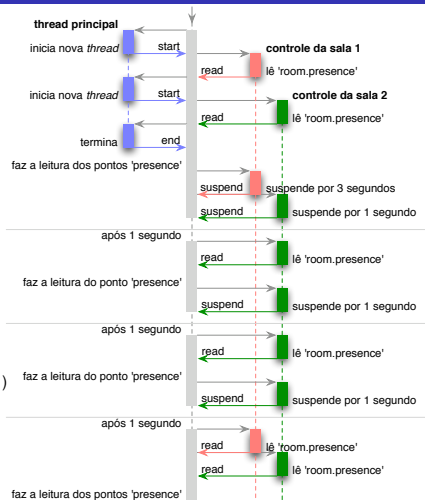 thread principal
inicia nova thread start controle da sala 1
read lê 'room.presence'
inicia nova thread start controle da sala 2
read lê 'room.presence'
termina end
faz a leitura dos pontos 'presence'
suspend suspende por 3 segundos
suspend suspende por 1 segundo
após 1 segundo
read lê 'room.presence'
faz a leitura do ponto 'presence'
suspend suspende por 1 segundo
após 1 segundo
read lê 'room.presence'
) faz a leitura do ponto 'presence'
suspend suspende por 1 segundo
após 1 segundo
read lê 'room.presence'
read lê 'room.presence'
faz a leitura dos pontos 'presence'